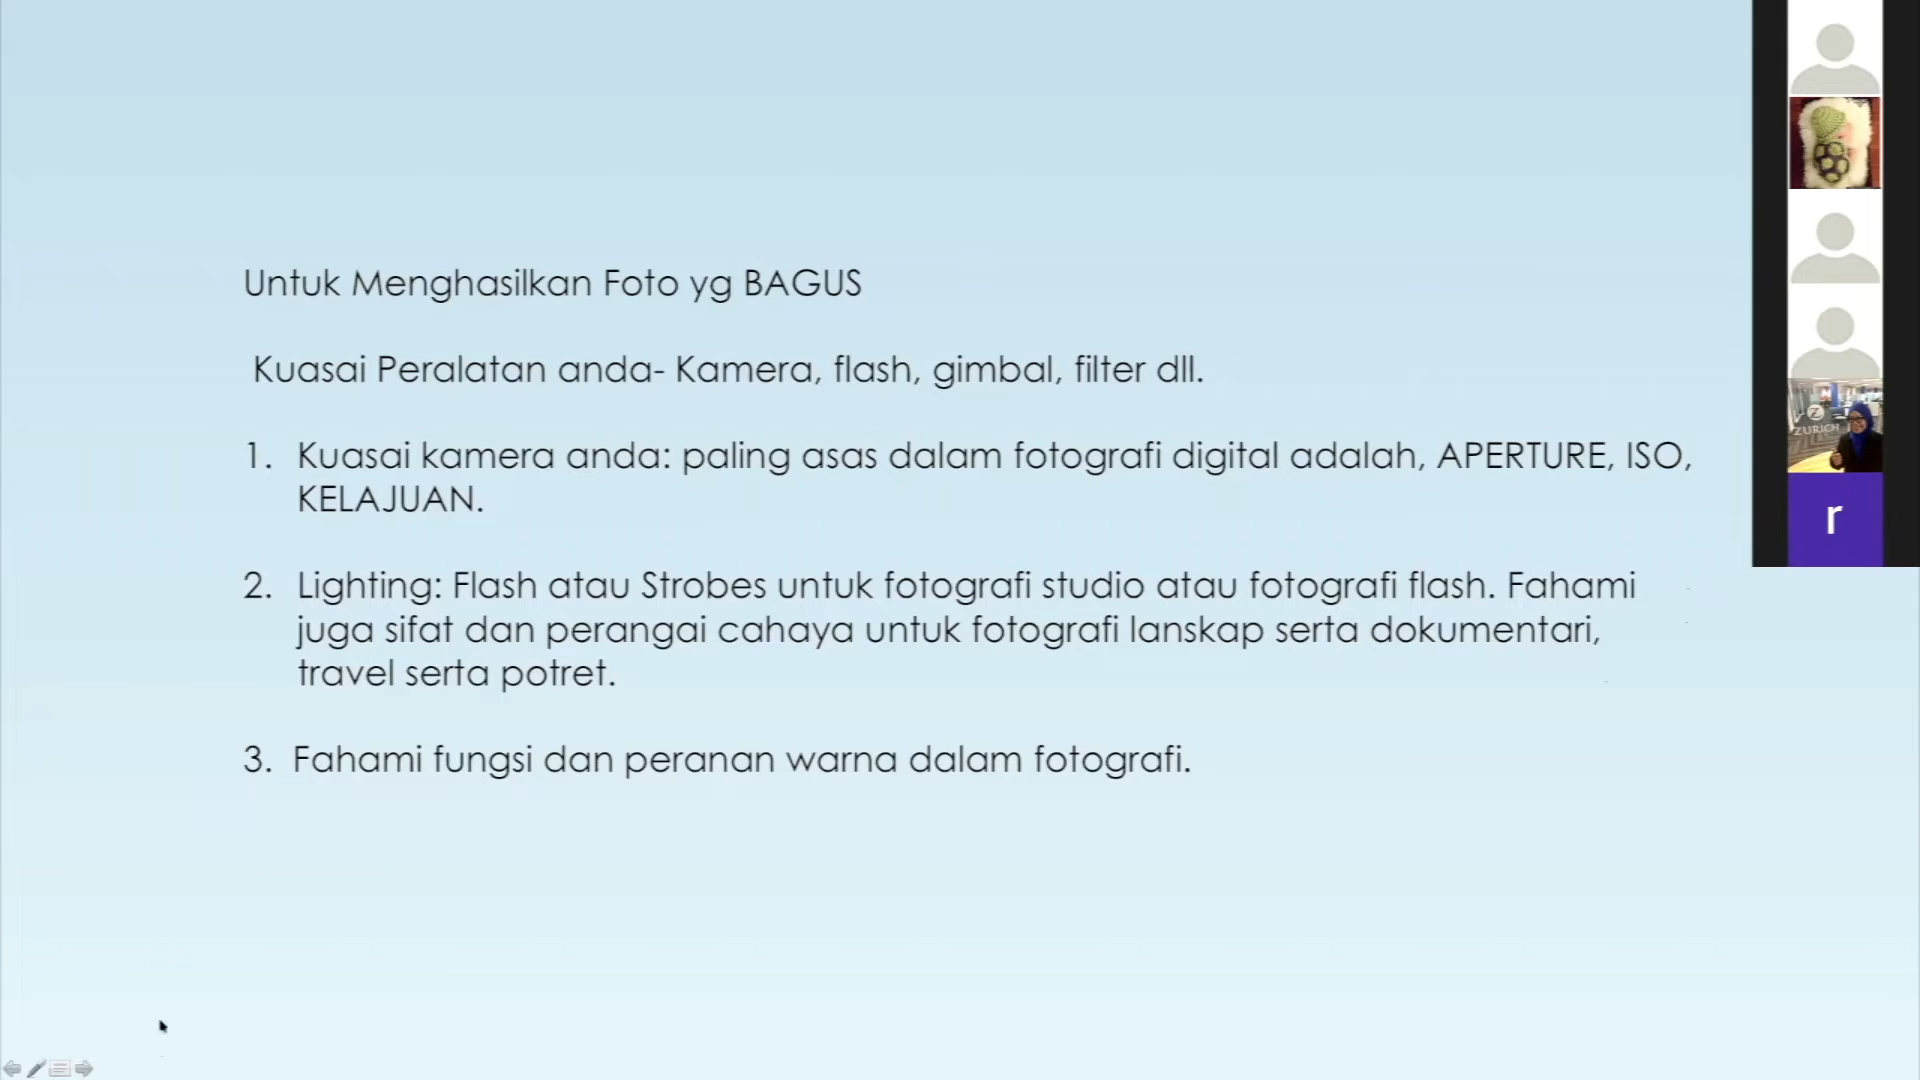 Untuk Menghasilkan Foto yg BAGUS
Kuasai Peralatan anda- Kamera, flash, gimbal, filter dll.
1. Kuasai kamera anda: paling asas dalam fotografi digital adalah, APERTURE, ISO,
KELAJUAN.
2. Lighting: Flash atau Strobes untuk fotografi studio atau fotografi flash. Fahami
juga sifat dan perangai cahaya untuk fotografi lanskap serta dokumentari,
travel serta potret.
3. Fahami fungsi dan peranan warna dalam fotografi.
Z
ZURICH
r